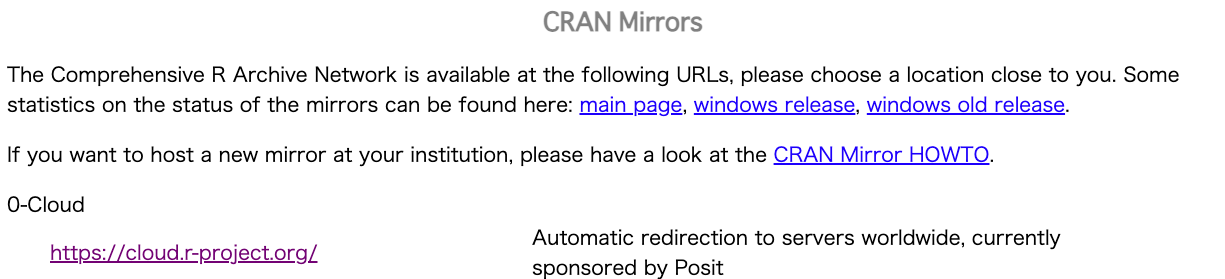 CRAN Mirrors
The Comprehensive R Archive Network is available at the following URLs, please choose a location close to you. Some
statistics on the status of the mirrors can be found here: main page, windows release, windows old release.
If you want to host a new mirror at your institution, please have a look at the CRAN Mirror HOWTO.
0-Cloud
https://cloud.r-project.org/
Automatic redirection to servers worldwide, currently
sponsored by Posit